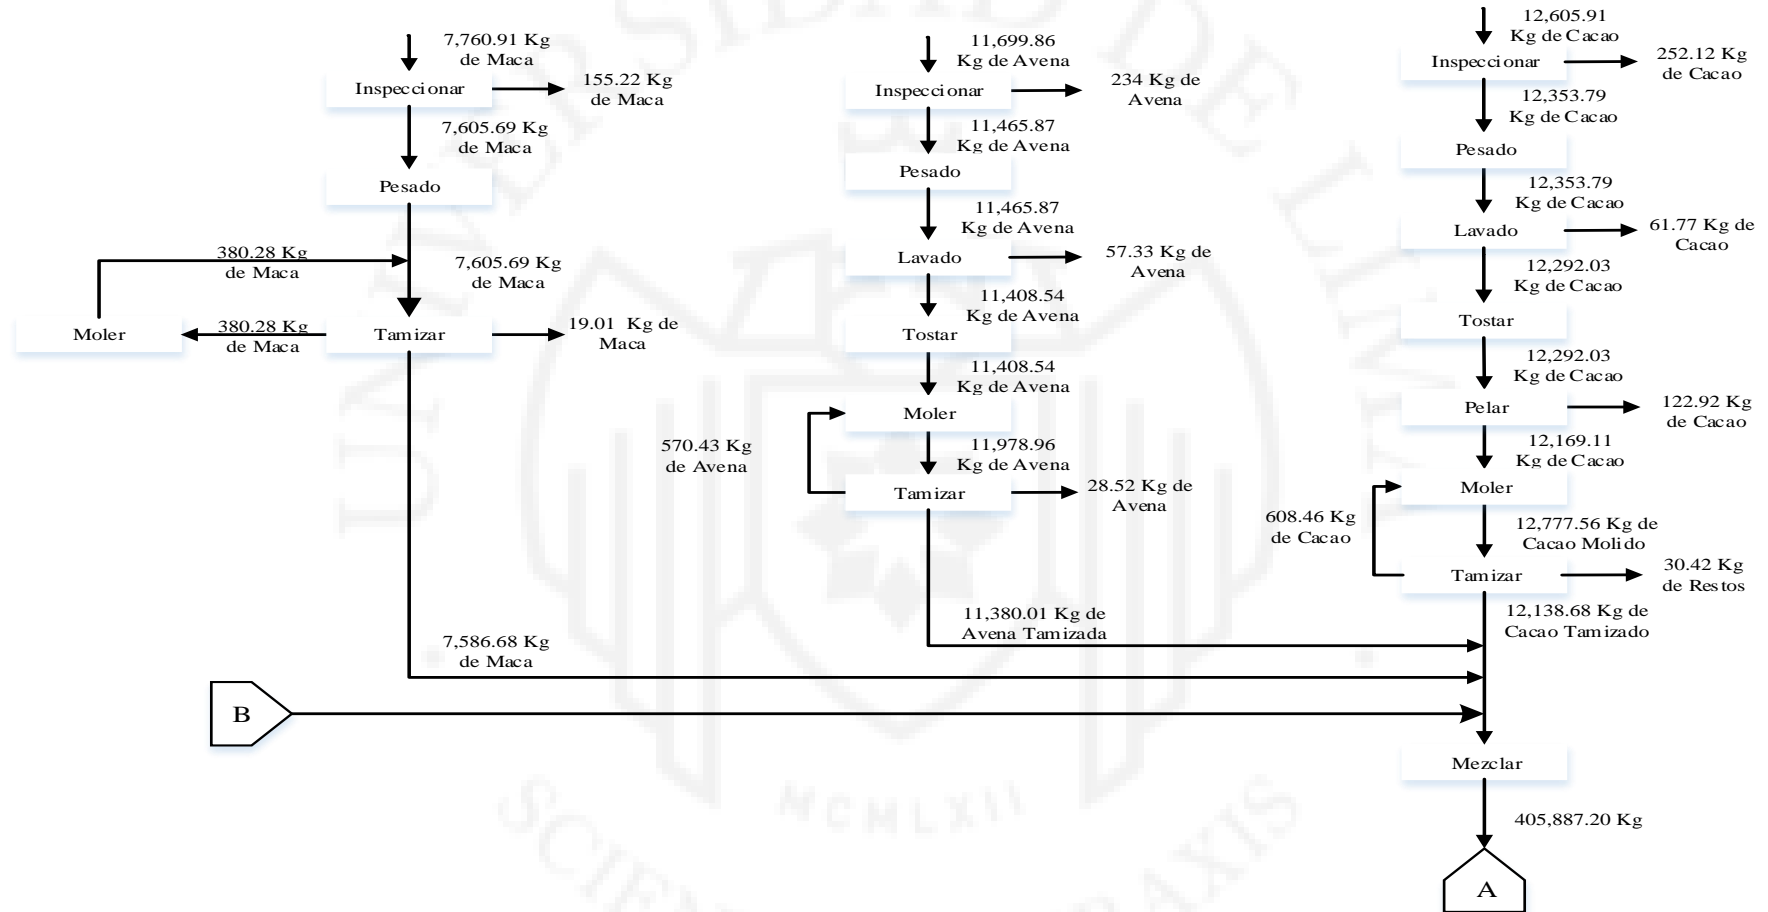 7,760.91 Kg
de Maca
Inspeccionar
155.22 Kg
de Maca
7,605.69 Kg
de Maca
Pesado
380.28 Kg
de Maca
7,605.69 Kg
de Maca
Moler
380.28 Kg
de Maca
Tamizar
19.01 Kg de
Maca
7,586.68 Kg
de Maca
11,699.86
Kg de Avena
Inspeccionar
234 Kg de
Avena
11,465.87
Kg de Avena
Pesado
11,465.87
Kg de Avena
Lavado
57.33 Kg de
Avena
11,408.54
Kg de Avena
Tostar
11,408.54
Kg de Avena
Moler
570.43 Kg
de Avena
11,978.96
Kg de Avena
Tamizar
28.52 Kg de
Avena
11,380.01 Kg de
Avena Tamizada
12,605.91
Kg de Cacao
Inspeccionar
252.12 Kg
de Cacao
12,353.79
Kg de Cacao
Pesado
12,353.79
Kg de Cacao
Lavado
61.77 Kg de
Cacao
12,292.03
Kg de Cacao
Tostar
12,292.03
Kg de Cacao
Pelar
122.92 Kg
de Cacao
12,169.11
Kg de Cacao
Moler
608.46 Kg
de Cacao
12,777.56 Kg de
Cacao Molido
Tamizar
30.42 Kg
de Restos
12,138.68 Kg de
Cacao Tamizado
B
Mezclar
405,887.20 Kg
A
UNIVERSIDAD DE LIMA
MCMLXII
SCIEN
PRAXIS